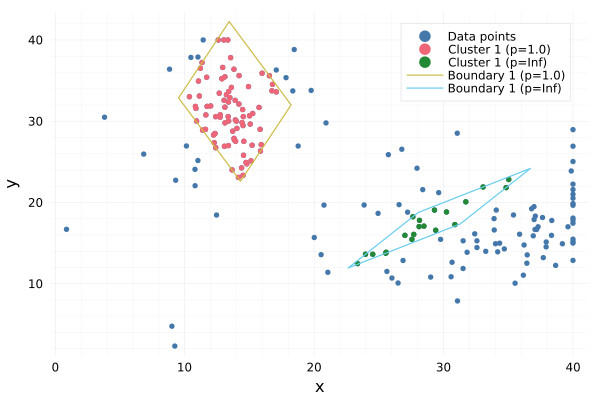 40
30
20
10
0
10
20
30
40
x
y
Data points
Cluster 1 (p=1.0)
Cluster 1 (p=Inf)
Boundary 1 (p=1.0)
Boundary 1 (p=Inf)